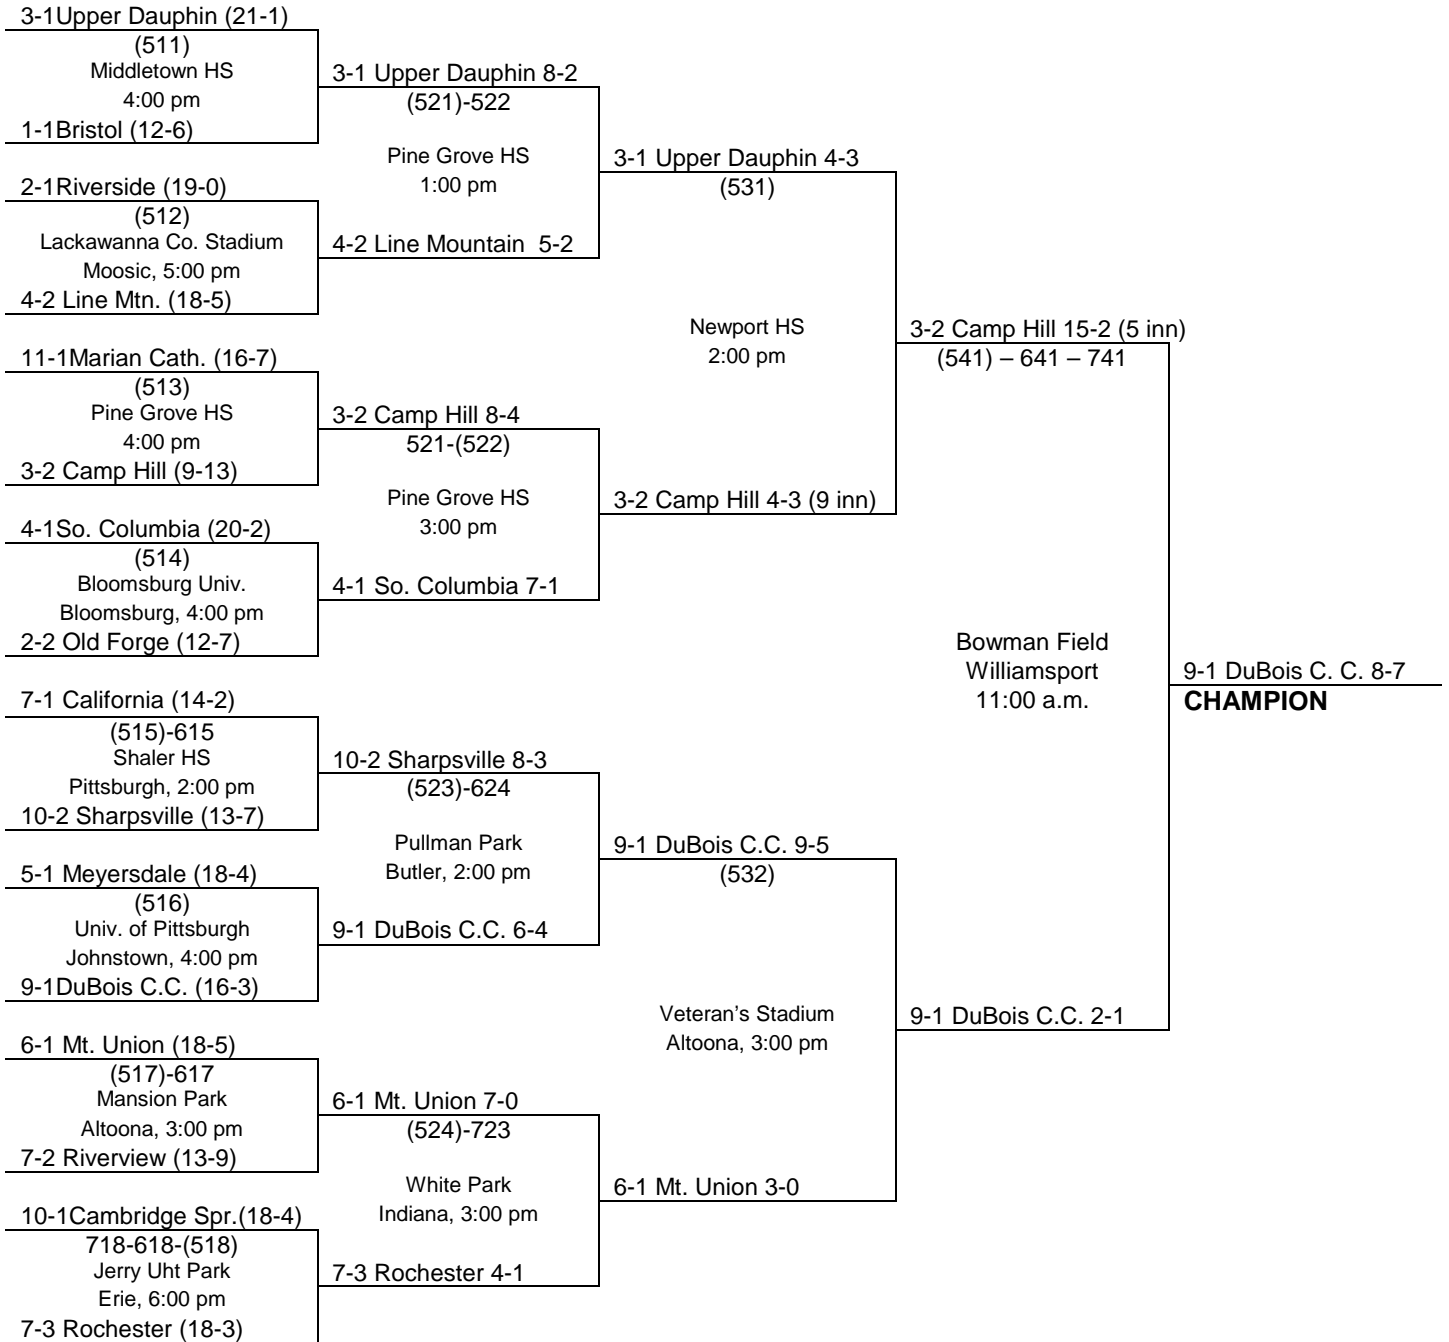 3-1Upper Dauphin (21-1)
(511)
Middletown HS
4:00 pm
1-1Bristol (12-6)
2-1Riverside (19-0)
(512)
Lackawanna Co. Stadium
Moosic, 5:00 pm
4-2 Line Mtn. (18-5)
11-1Marian Cath. (16-7)
(513)
Pine Grove HS
4:00 pm
3-2 Camp Hill (9-13)
4-1So. Columbia (20-2)
(514)
Bloomsburg Univ.
Bloomsburg, 4:00 pm
2-2 Old Forge (12-7)
7-1 California (14-2)
(515)-615
Shaler HS
Pittsburgh, 2:00 pm
10-2 Sharpsville (13-7)
5-1 Meyersdale (18-4)
(516)
Univ. of Pittsburgh
Johnstown, 4:00 pm
9-1DuBois C.C. (16-3)
6-1 Mt. Union (18-5)
(517)-617
Mansion Park
Altoona, 3:00 pm
7-2 Riverview (13-9)
10-1Cambridge Spr.(18-4)
718-618-(518)
Jerry Uht Park
Erie, 6:00 pm
7-3 Rochester (18-3)
3-1 Upper Dauphin 8-2
(521)-522
Pine Grove HS
1:00 pm
4-2 Line Mountain  5-2
3-2 Camp Hill 8-4
521-(522)
Pine Grove HS
3:00 pm
4-1 So. Columbia 7-1
10-2 Sharpsville 8-3
(523)-624
Pullman Park
Butler, 2:00 pm
9-1 DuBois C.C. 6-4
6-1 Mt. Union 7-0
(524)-723
White Park
Indiana, 3:00 pm
7-3 Rochester 4-1
3-1 Upper Dauphin 4-3
(531)
Newport HS
2:00 pm
3-2 Camp Hill 4-3 (9 inn)
9-1 DuBois C.C. 9-5
(532)
Veteran's Stadium
Altoona, 3:00 pm
6-1 Mt. Union 3-0
3-2 Camp Hill 15-2 (5 inn)
(541) – 641 – 741
Bowman Field
Williamsport
11:00 a.m.
9-1 DuBois C.C. 2-1
9-1 DuBois C. C. 8-7
CHAMPION